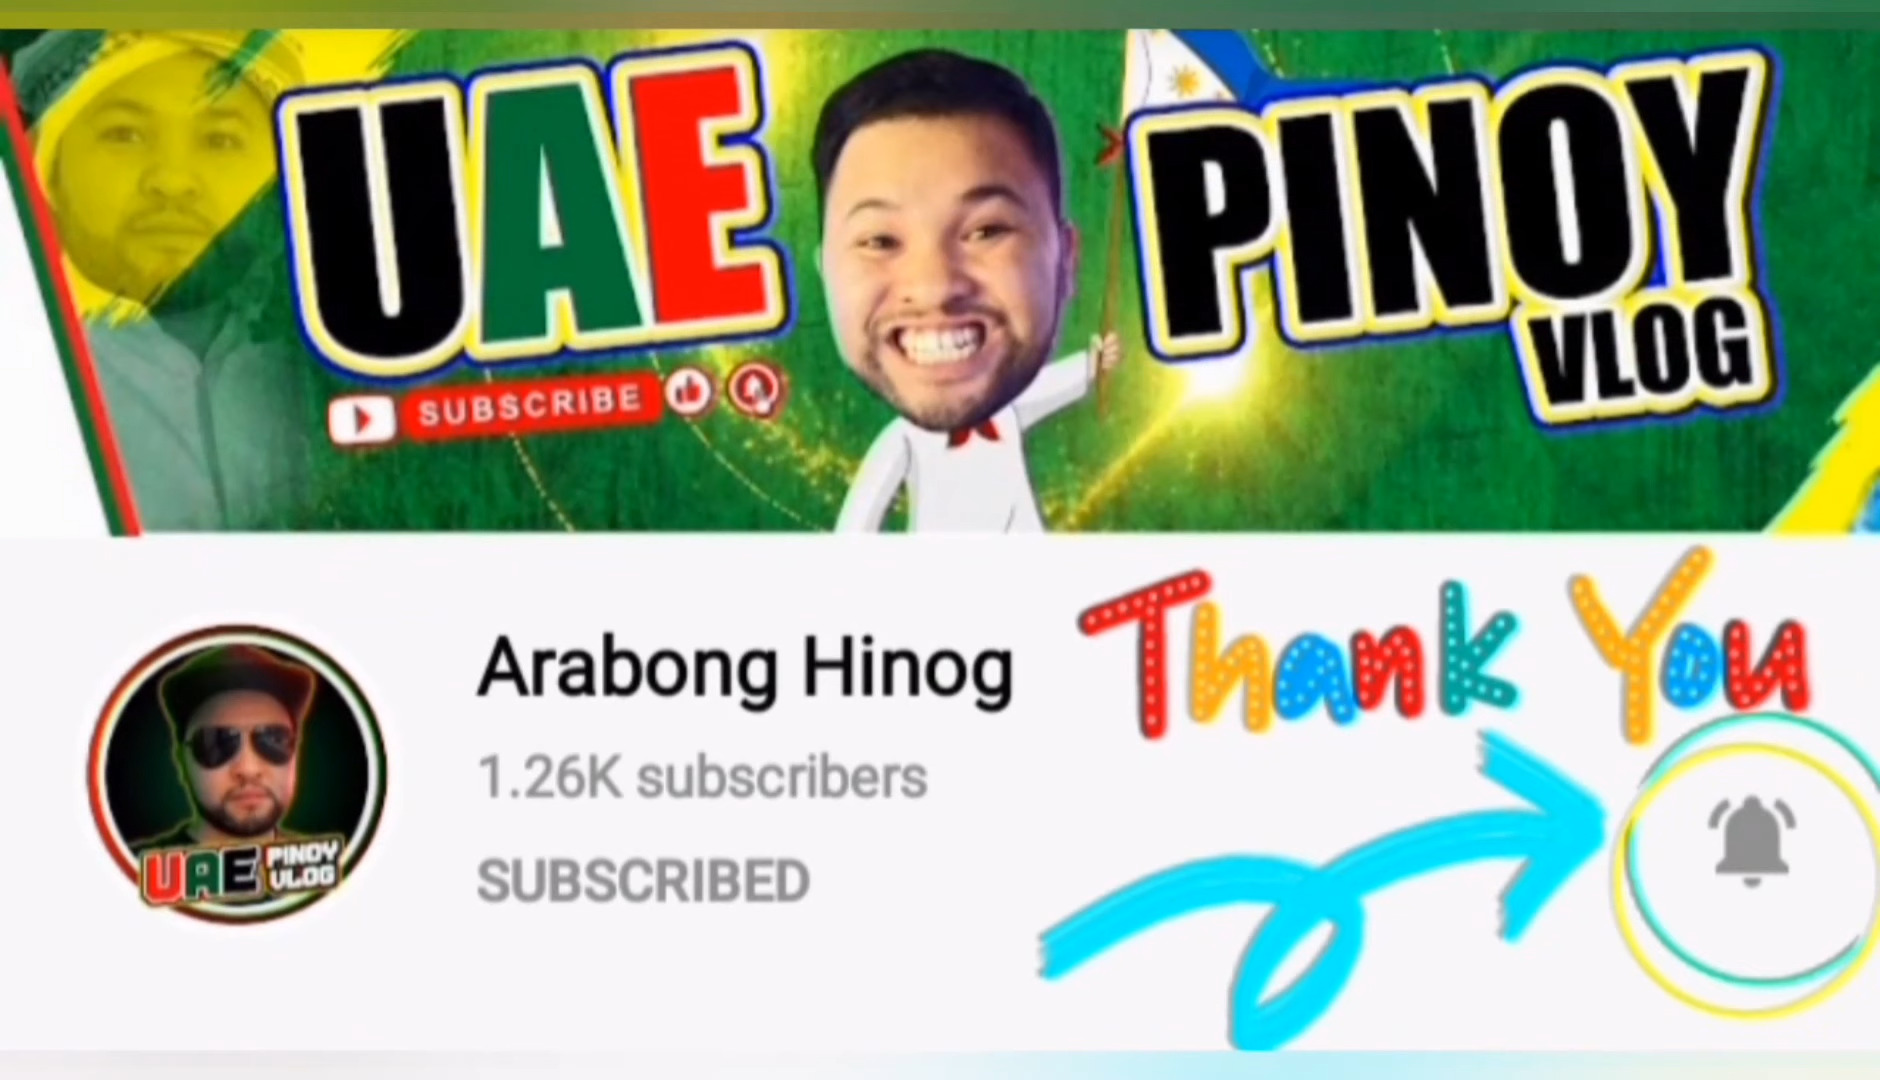 UAE
PINOY
VLOG
SUBSCRIBE
Thank You
Arabong Hinog
1.26K subscribers
SUBSCRIBED
UAE PINOY
VLOG